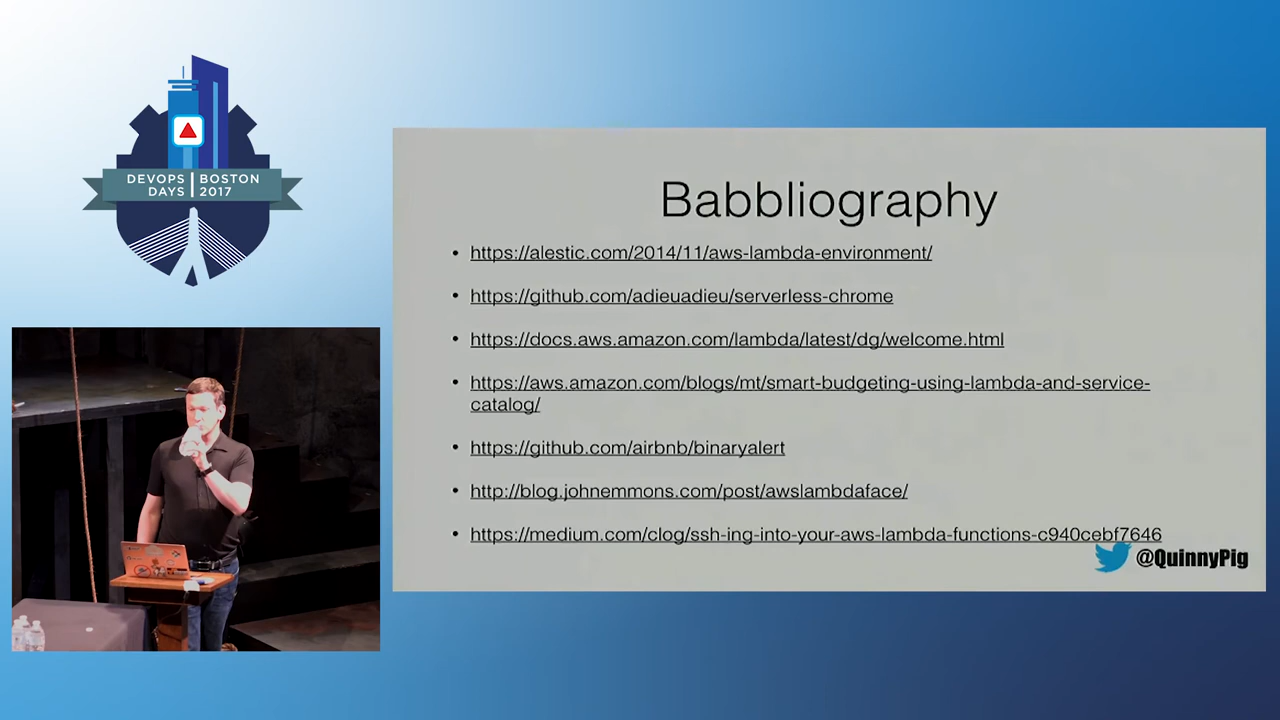 DEVOPS DAYS
BOSTON 2017
Babbliography
• https://alestic.com/2014/11/aws-lambda-environment/
• https://github.com/adieuadieu/serverless-chrome
• https://docs.aws.amazon.com/lambda/latest/dg/welcome.html
• https://aws.amazon.com/blogs/mt/smart-budgeting-using-lambda-and-service-
catalog/
• https://github.com/airbnb/binaryalert
• http://blog.johnemmons.com/post/awslambdaface/
• https://medium.com/clog/ssh-ing-into-your-aws-lambda-functions-c940cebf7646
@QuinnyPig